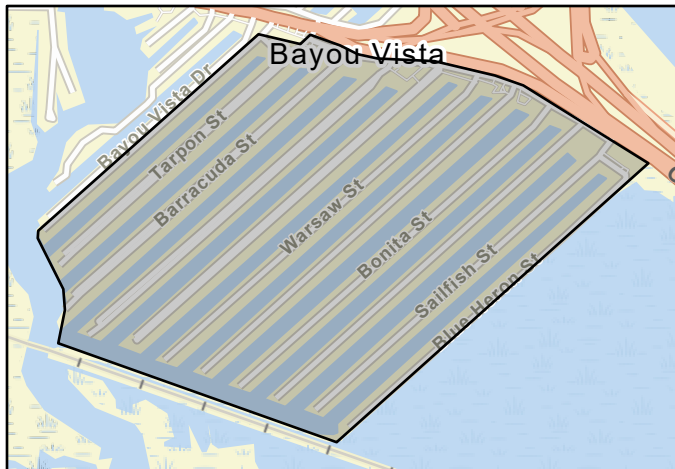 Bayou Vista
Bayou Vista Dr
Tarpon St
Barracuda St
Warsaw St
Bonita St
Sailfish St
Blue Heron St